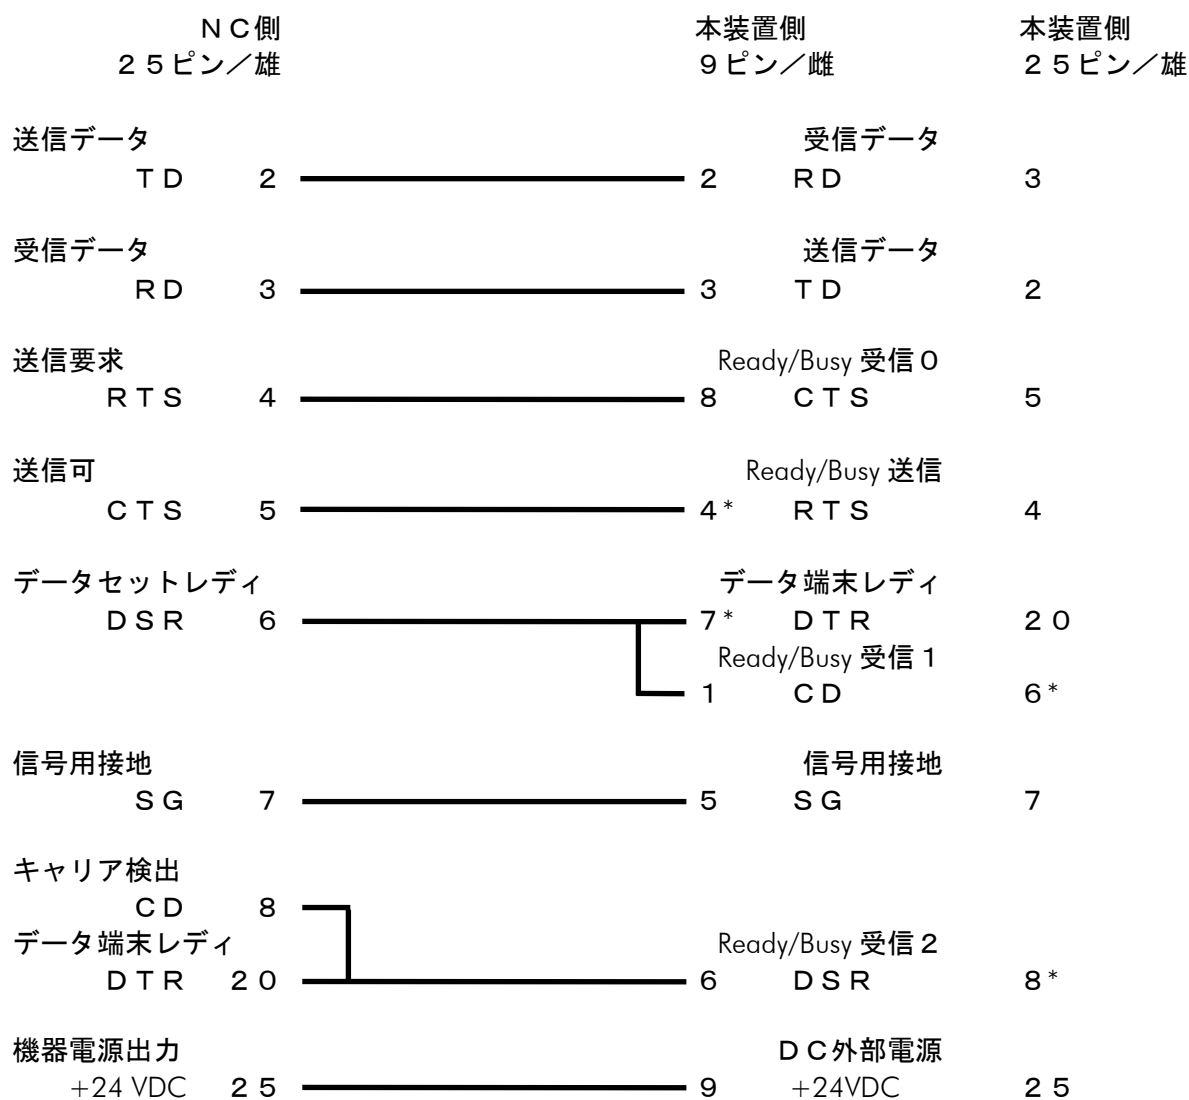 ＮＣ側 本装置側 本装置側
２５ピン／雄 ９ピン／雌 ２５ピン／雄
送信データ 受信データ
ＴＤ ２ ２ ＲＤ ３
受信データ 送信データ
ＲＤ ３ ３ ＴＤ ２
送信要求 Ready/Busy 受信０
ＲＴＳ ４ ８ ＣＴＳ ５
送信可 Ready/Busy 送信
ＣＴＳ ５ ４* ＲＴＳ ４
データセットレディ データ端末レディ
ＤＳＲ ６ ７* ＤＴＲ ２０
Ready/Busy 受信１
１ ＣＤ ６*
信号用接地 信号用接地
ＳＧ ７ ５ ＳＧ ７
キャリア検出
ＣＤ ８
データ端末レディ Ready/Busy 受信２
ＤＴＲ ２０ ６ ＤＳＲ ８*
機器電源出力 ＤＣ外部電源
+24 VDC ２５ ９ +24VDC ２５